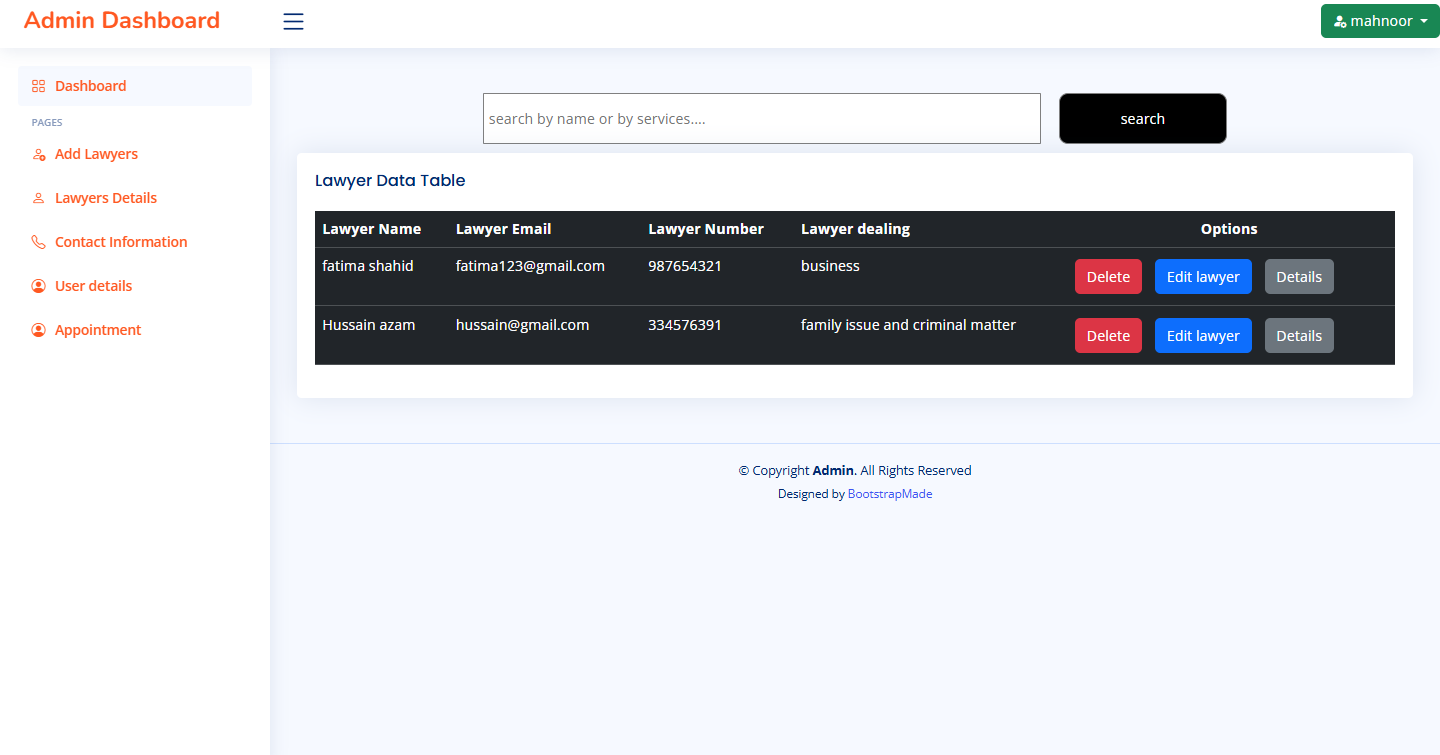 Admin Dashboard
mahnoor
Dashboard
PAGES
Add Lawyers
Lawyers Details
Contact Information
User details
Appointment
search by name or by services....
search
Lawyer Data Table
Lawyer Name Lawyer Email Lawyer Number Lawyer dealing Options
fatima shahid fatima123@gmail.com 987654321 business Delete Edit lawyer Details
Hussain azam hussain@gmail.com 334576391 family issue and criminal matter Delete Edit lawyer Details
© Copyright Admin. All Rights Reserved
Designed by BootstrapMade